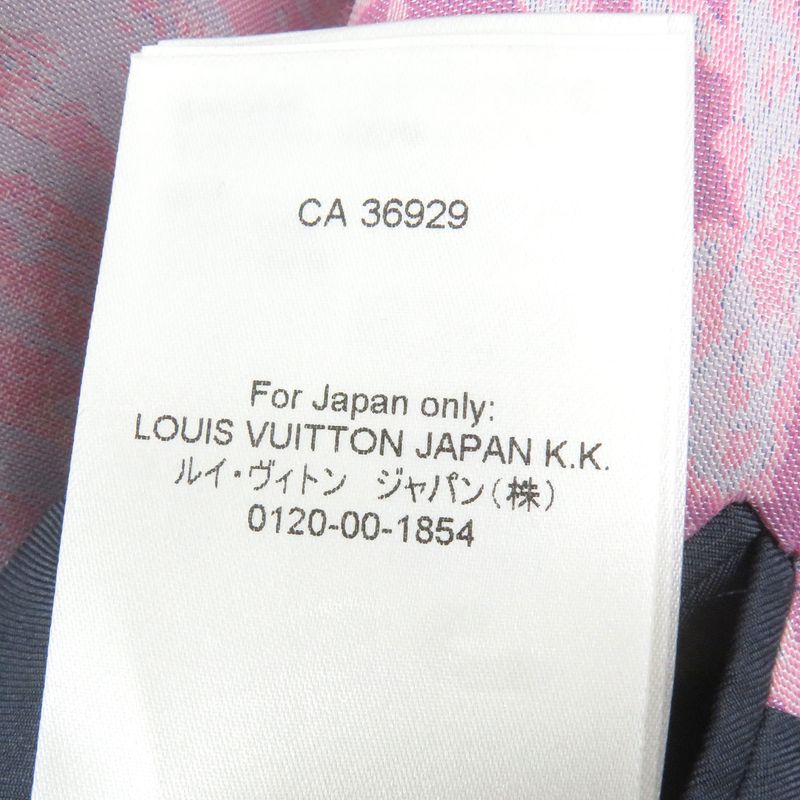 CA 36929
For Japan only:
LOUIS VUITTON JAPAN K.K.
ルイ・ヴィトン　ジャパン(株)
0120-00-1854